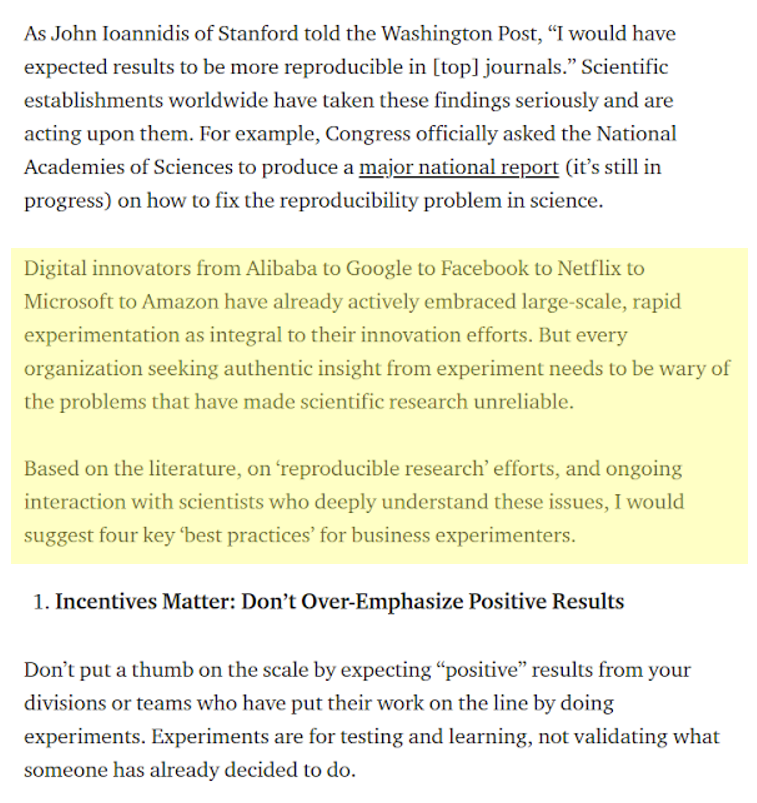 As John Ioannidis of Stanford told the Washington Post, “I would have
expected results to be more reproducible in [top] journals.” Scientific
establishments worldwide have taken these findings seriously and are
acting upon them. For example, Congress officially asked the National
Academies of Sciences to produce a major national report (it’s still in
progress) on how to fix the reproducibility problem in science.
Digital innovators from Alibaba to Google to Facebook to Netflix to
Microsoft to Amazon have already actively embraced large-scale, rapid
experimentation as integral to their innovation efforts. But every
organization seeking authentic insight from experiment needs to be wary of
the problems that have made scientific research unreliable.
Based on the literature, on ‘reproducible research’ efforts, and ongoing
interaction with scientists who deeply understand these issues, I would
suggest four key ‘best practices’ for business experimenters.
1. Incentives Matter: Don’t Over-Emphasize Positive Results
Don’t put a thumb on the scale by expecting “positive” results from your
divisions or teams who have put their work on the line by doing
experiments. Experiments are for testing and learning, not validating what
someone has already decided to do.